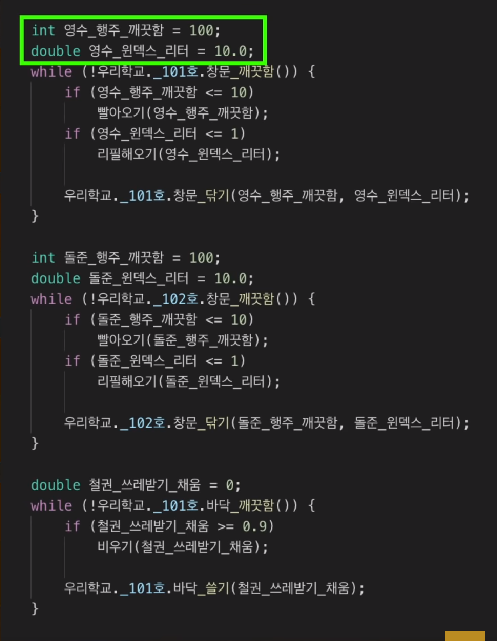 int 영수_행주_깨끗함 = 100;
double 영수_윈덱스_리터 = 10.0;
while (!우리학교._101호.창문_깨끗함()) {
if (영수_행주_깨끗함 <= 10)
빨아오기(영수_행주_깨끗함);
if (영수_윈덱스_리터 <= 1)
리필해오기(영수_윈덱스_리터);
우리학교._101호.창문_닦기(영수_행주_깨끗함, 영수_윈덱스_리터);
}
int 돌준_행주_깨끗함 = 100;
double 돌준_윈덱스_리터 = 10.0;
while (!우리학교._102호.창문_깨끗함()) {
if (돌준_행주_깨끗함 <= 10)
빨아오기(돌준_행주_깨끗함);
if (돌준_윈덱스_리터 <= 1)
리필해오기(돌준_윈덱스_리터);
우리학교._102호.창문_닦기(돌준_행주_깨끗함, 돌준_윈덱스_리터);
}
double 철권_쓰레받기_채움 = 0;
while (!우리학교._101호.바닥_깨끗함()) {
if (철권_쓰레받기_채움 >= 0.9)
비우기(철권_쓰레받기_채움);
우리학교._101호.바닥_쓸기(철권_쓰레받기_채움);
}